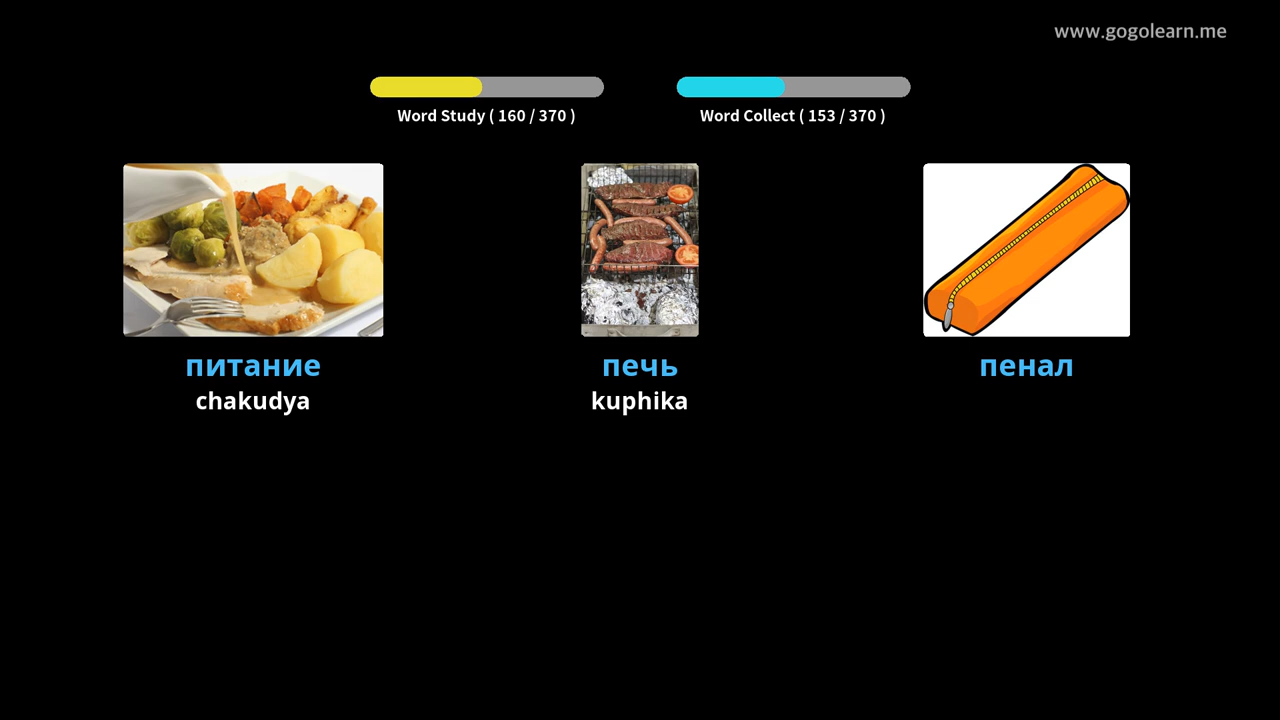 www.gogolearn.me
Word Study ( 160 / 370 )
Word Collect ( 153 / 370 )
питание
chakudya
печь
kuphika
пенал